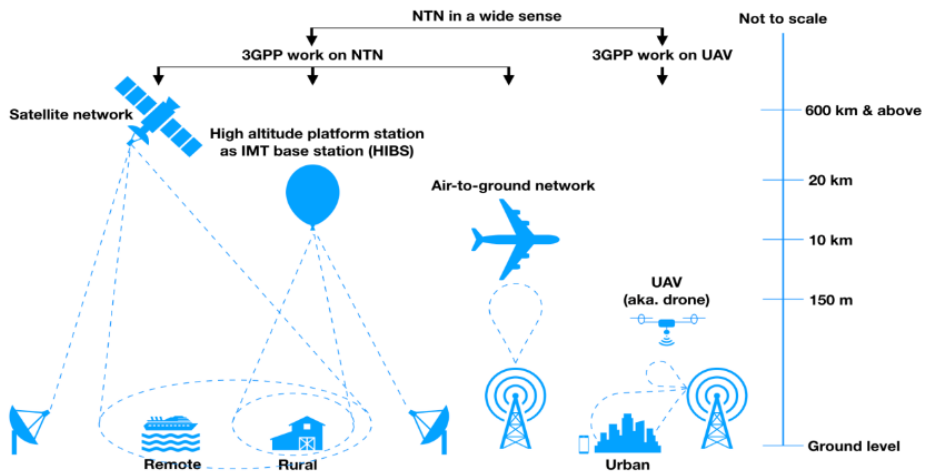 NTN in a wide sense
Not to scale
3GPP work on NTN
3GPP work on UAV
Satellite network
600 km & above
High altitude platform station
as IMT base station (HIBS)
Air-to-ground network
20 km
10 km
UAV
(aka. drone)
150 m
Remote
Rural
Urban
Ground level